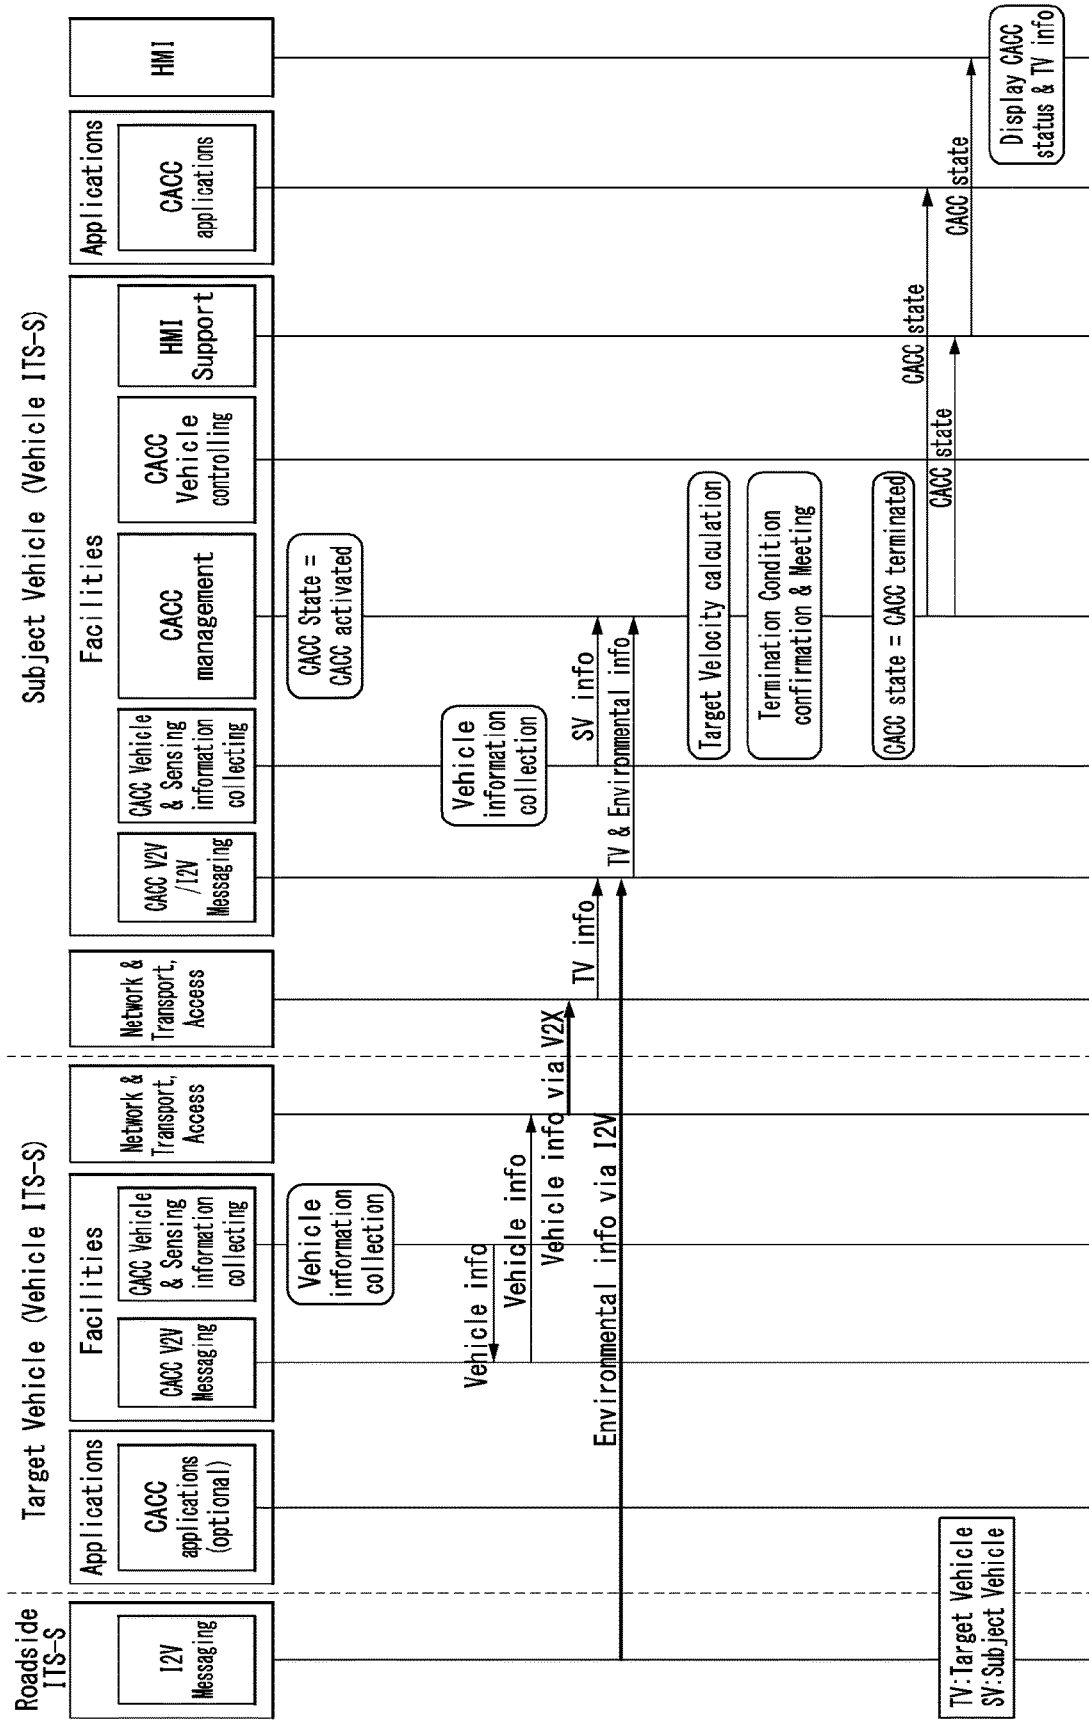 Roadside
ITS-S
I2V
Messaging
Target Vehicle (Vehicle ITS-S)
Applications
CACC
applications
(optional)
Facilities
CACC V2V
Messaging
CACC Vehicle
& Sensing
information
collecting
Network &
Transport,
Access
Subject Vehicle (Vehicle ITS-S)
Network &
Transport,
Access
Facilities
CACC V2V
/I2V
Messaging
CACC Vehicle
& Sensing
information
collecting
CACC
management
CACC
Vehicle
controlling
HMI
Support
Applications
CACC
applications
HMI
Vehicle
information
collection
CACC State =
CACC activated
Vehicle
information
collection
Vehicle info
Vehicle info
Vehicle info via V2X
TV info
SV info
Environmental info via I2V
TV & Environmental info
Target Velocity calculation
Termination Condition
confirmation & Meeting
CACC state = CACC terminated
CACC state
CACC state
CACC state
Display CACC
status & TV info
TV:Target Vehicle
SV:Subject Vehicle